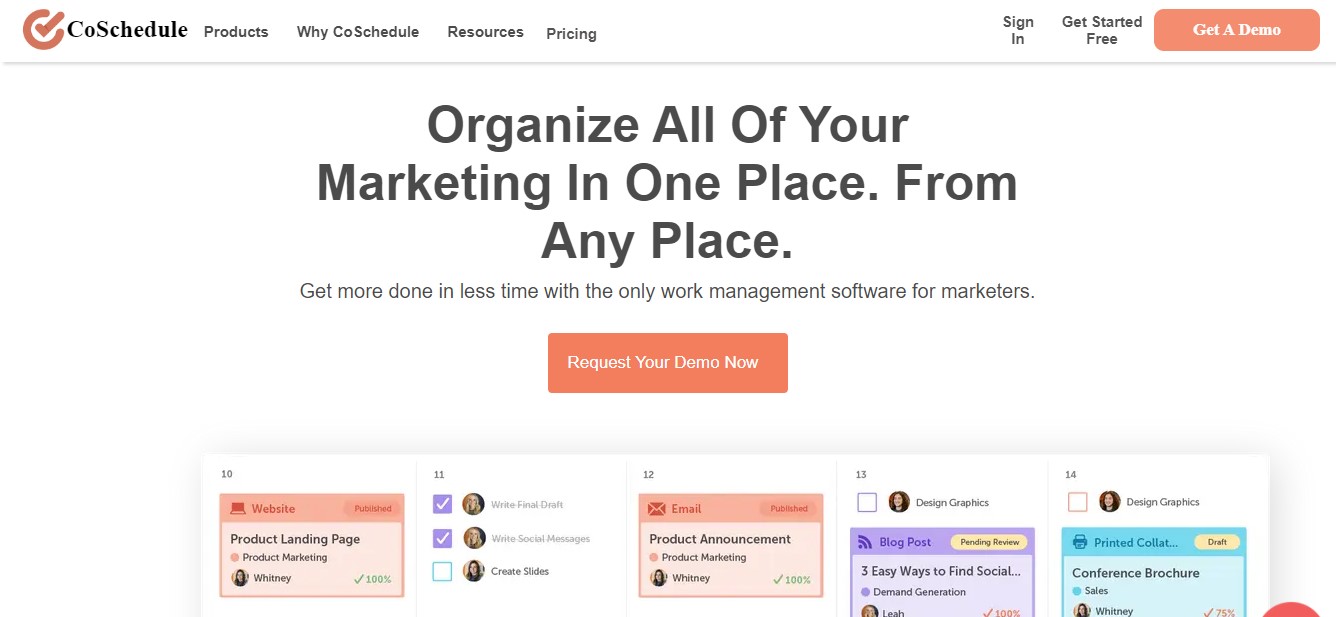 CoSchedule
Products
Why CoSchedule
Resources
Pricing
Sign
In
Get Started
Free
Get A Demo
Organize All Of Your
Marketing In One Place. From
Any Place.
Get more done in less time with the only work management software for marketers.
Request Your Demo Now
10
Website
Published
Product Landing Page
Product Marketing
Whitney
100%
11
Write Final Draft
Write Social Messages
Create Slides
12
Email
Published
Product Announcement
Product Marketing
Whitney
100%
13
Design Graphics
Blog Post
Pending Review
3 Easy Ways to Find Social...
Demand Generation
Leah
100%
14
Design Graphics
Printed Collat...
Draft
Conference Brochure
Sales
Whitney
75%